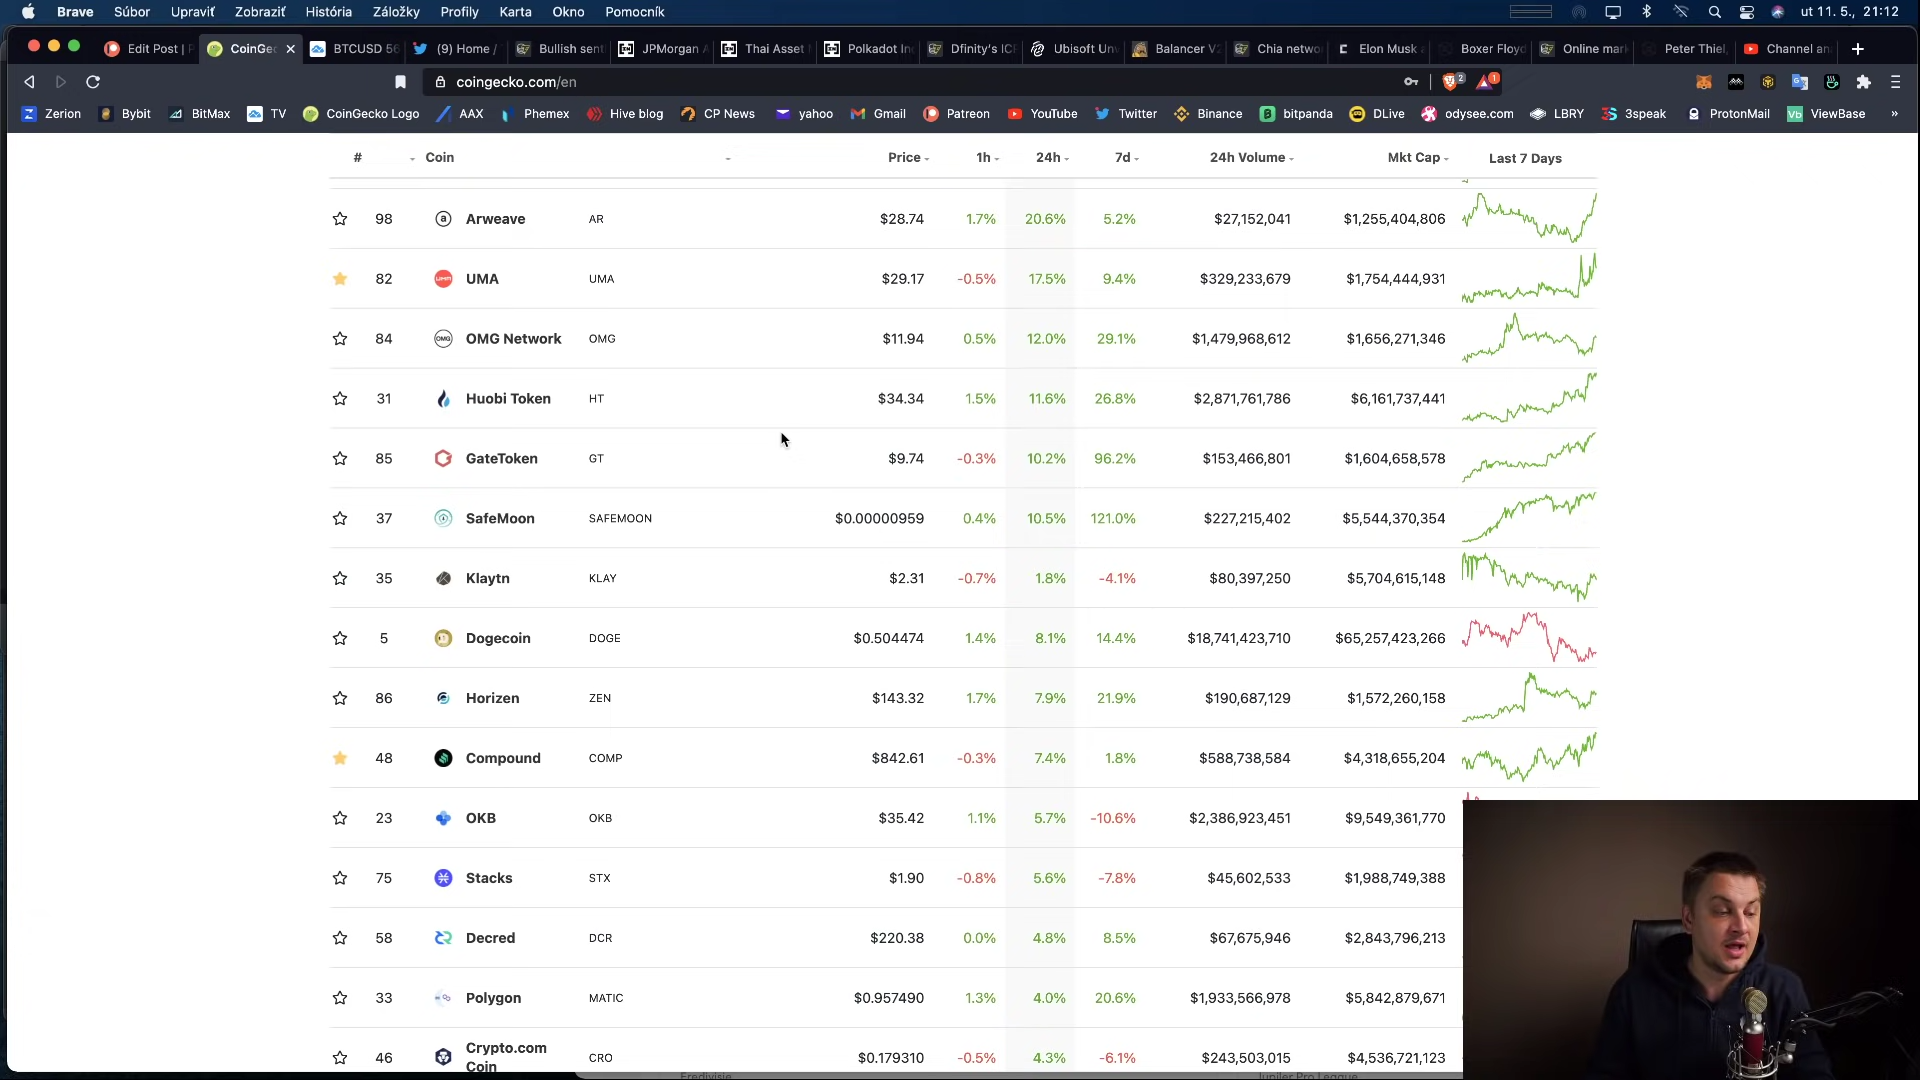 Brave Súbor Upraviť Zobraziť História Záložky Profily Karta Okno Pomocník ut 11. 5., 21:12
Edit Post | CoinGec BTCUSD 56 (9) Home / Bullish sent JPMorgan A Thai Asset Polkadot In Dfinity's ICP Ubisoft Unv Balancer V2 Chia netwo Elon Musk a Boxer Floyd Online mar Peter Thiel, Channel an
coingecko.com/en 2 1
Zerion Bybit BitMax TV CoinGecko Logo AAX Phemex Hive blog CP News yahoo Gmail Patreon YouTube Twitter Binance bitpanda DLive odysee.com LBRY 3speak ProtonMail ViewBase »
# Coin Price 1h 24h 7d 24h Volume Mkt Cap Last 7 Days
98 Arweave AR $28.74 1.7% 20.6% 5.2% $27,152,041 $1,255,404,806
82 UMA UMA $29.17 -0.5% 17.5% 9.4% $329,233,679 $1,754,444,931
84 OMG Network OMG $11.94 0.5% 12.0% 29.1% $1,479,968,612 $1,656,271,346
31 Huobi Token HT $34.34 1.5% 11.6% 26.8% $2,871,761,786 $6,161,737,441
85 GateToken GT $9.74 -0.3% 10.2% 96.2% $153,466,801 $1,604,658,578
37 SafeMoon SAFEMOON $0.00000959 0.4% 10.5% 121.0% $227,215,402 $5,544,370,354
35 Klaytn KLAY $2.31 -0.7% 1.8% -4.1% $80,397,250 $5,704,615,148
5 Dogecoin DOGE $0.504474 1.4% 8.1% 14.4% $18,741,423,710 $65,257,423,266
86 Horizen ZEN $143.32 1.7% 7.9% 21.9% $190,687,129 $1,572,260,158
48 Compound COMP $842.61 -0.3% 7.4% 1.8% $588,738,584 $4,318,655,204
23 OKB OKB $35.42 1.1% 5.7% -10.6% $2,386,923,451 $9,549,361,770
75 Stacks STX $1.90 -0.8% 5.6% -7.8% $45,602,533 $1,988,749,388
58 Decred DCR $220.38 0.0% 4.8% 8.5% $67,675,946 $2,843,796,213
33 Polygon MATIC $0.957490 1.3% 4.0% 20.6% $1,933,566,978 $5,842,879,671
46 Crypto.com Coin CRO $0.179310 -0.5% 4.3% -6.1% $243,503,015 $4,536,721,123